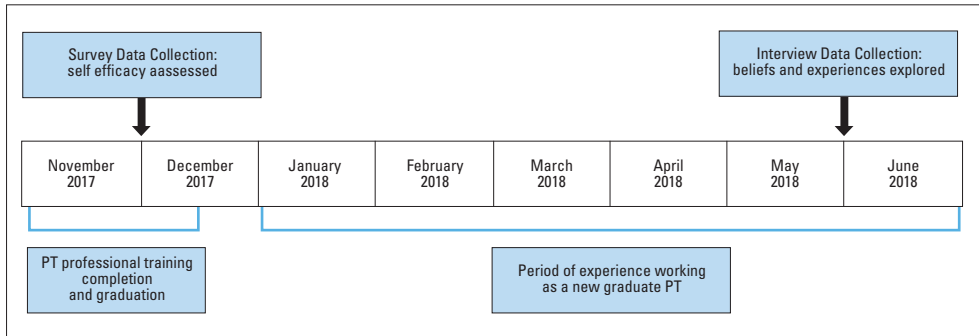 Survey Data Collection:
self efficacy aassessed
Interview Data Collection:
beliefs and experiences explored
November
2017
December
2017
January
2018
February
2018
March
2018
April
2018
May
2018
June
2018
PT professional training
completion
and graduation
Period of experience working
as a new graduate PT